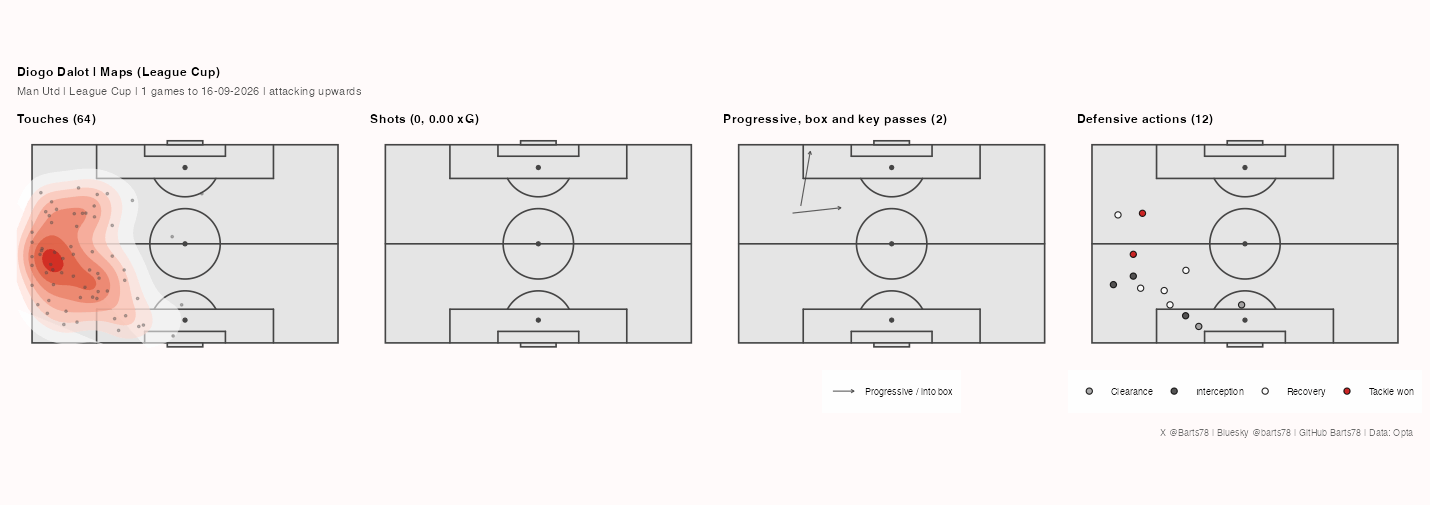 Diogo Dalot | Maps (League Cup)
Man Utd | League Cup | 1 games to 16-09-2026 | attacking upwards
Touches (64)
Shots (0, 0.00 xG)
Progressive, box and key passes (2)
Defensive actions (12)
Progressive / into box
Clearance
Interception
Recovery
Tackle won
X @Barts78 | Bluesky @barts78 | GitHub Barts78 | Data: Opta